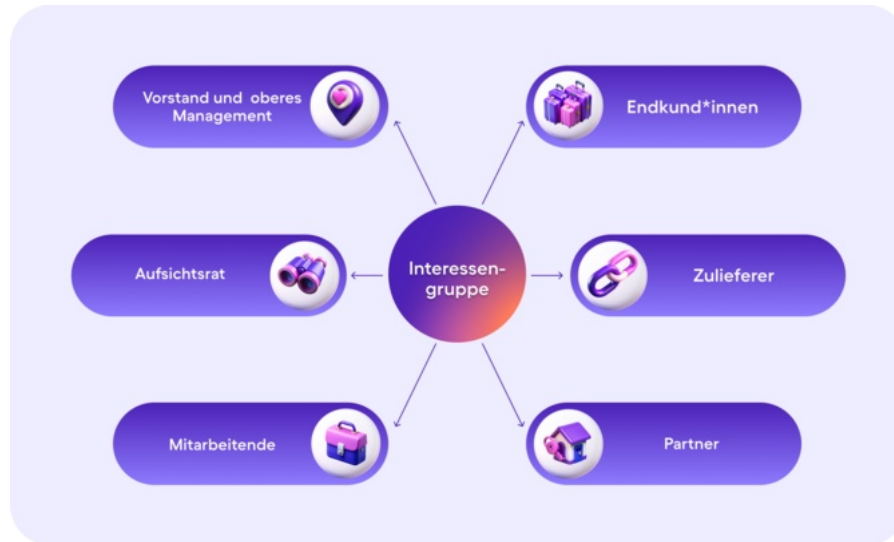 Vorstand und oberes
Management
Endkund*innen
Aufsichtsrat
Interessen-
gruppe
Zulieferer
Mitarbeitende
Partner